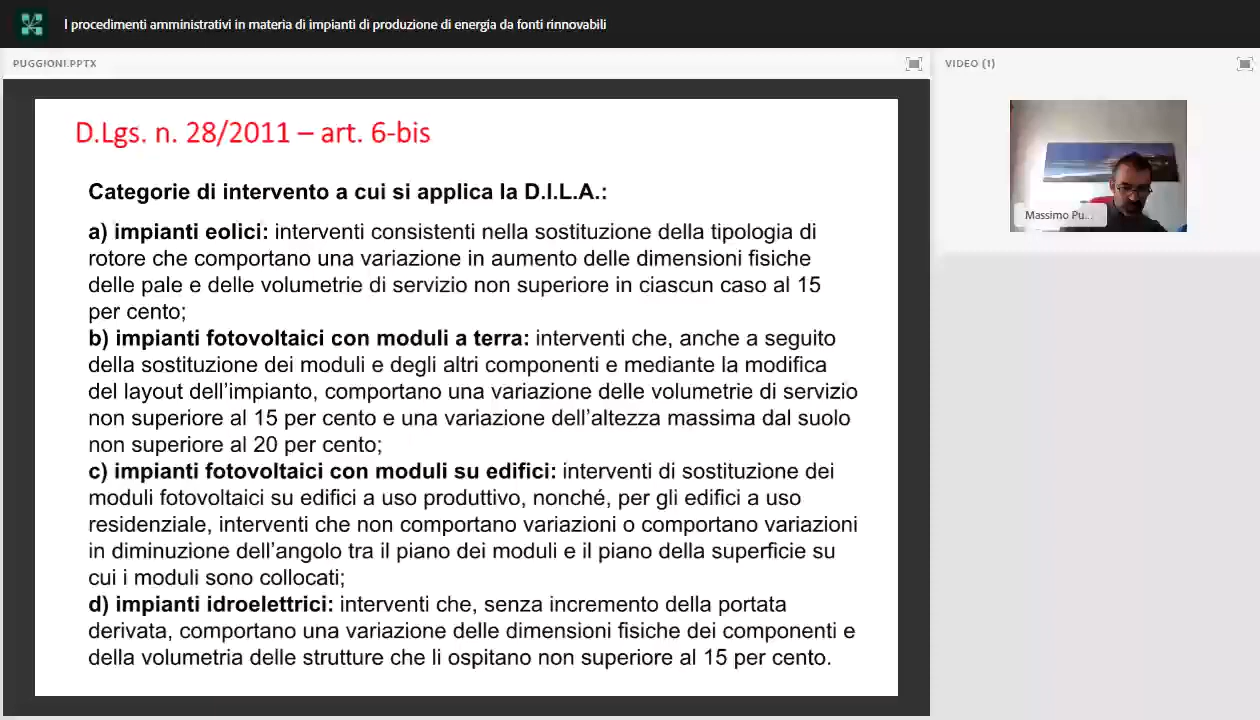 I procedimenti amministrativi in materia di impianti di produzione di energia da fonti rinnovabili
PUGGIONI.PPTX
VIDEO (1)
D.Lgs. n. 28/2011 – art. 6-bis
Categorie di intervento a cui si applica la D.I.L.A.:
a) impianti eolici: interventi consistenti nella sostituzione della tipologia di
rotore che comportano una variazione in aumento delle dimensioni fisiche
delle pale e delle volumetrie di servizio non superiore in ciascun caso al 15
per cento;
b) impianti fotovoltaici con moduli a terra: interventi che, anche a seguito
della sostituzione dei moduli e degli altri componenti e mediante la modifica
del layout dell’impianto, comportano una variazione delle volumetrie di servizio
non superiore al 15 per cento e una variazione dell’altezza massima dal suolo
non superiore al 20 per cento;
c) impianti fotovoltaici con moduli su edifici: interventi di sostituzione dei
moduli fotovoltaici su edifici a uso produttivo, nonché, per gli edifici a uso
residenziale, interventi che non comportano variazioni o comportano variazioni
in diminuzione dell’angolo tra il piano dei moduli e il piano della superficie su
cui i moduli sono collocati;
d) impianti idroelettrici: interventi che, senza incremento della portata
derivata, comportano una variazione delle dimensioni fisiche dei componenti e
della volumetria delle strutture che li ospitano non superiore al 15 per cento.
Massimo Pu...